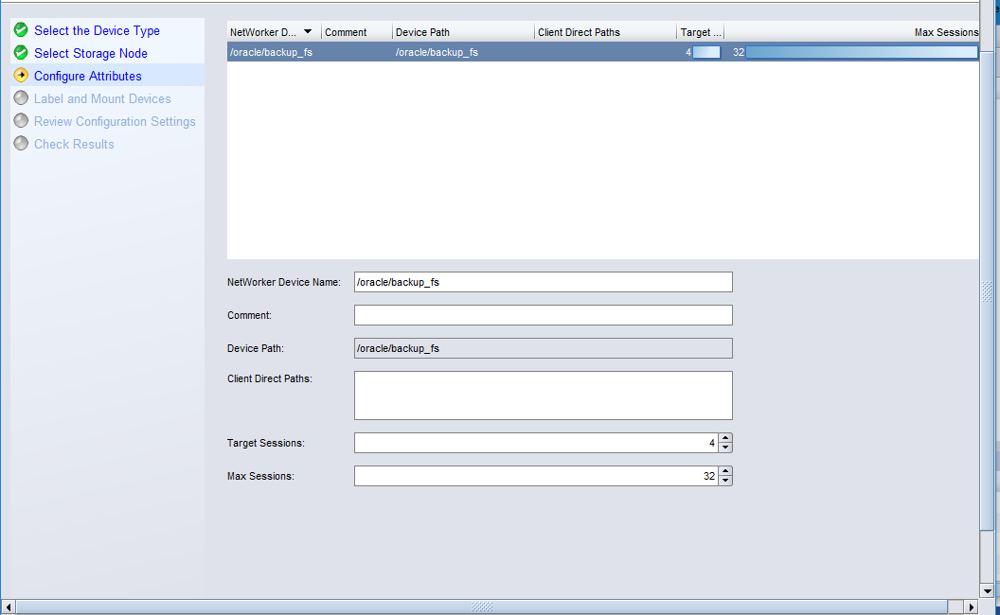 Select the Device Type
Select Storage Node
Configure Attributes
Label and Mount Devices
Review Configuration Settings
Check Results
NetWorker D... Comment Device Path Client Direct Paths Target ... Max Sessions
/oracle/backup_fs /oracle/backup_fs 4 32
NetWorker Device Name: /oracle/backup_fs
Comment:
Device Path: /oracle/backup_fs
Client Direct Paths:
Target Sessions: 4
Max Sessions: 32